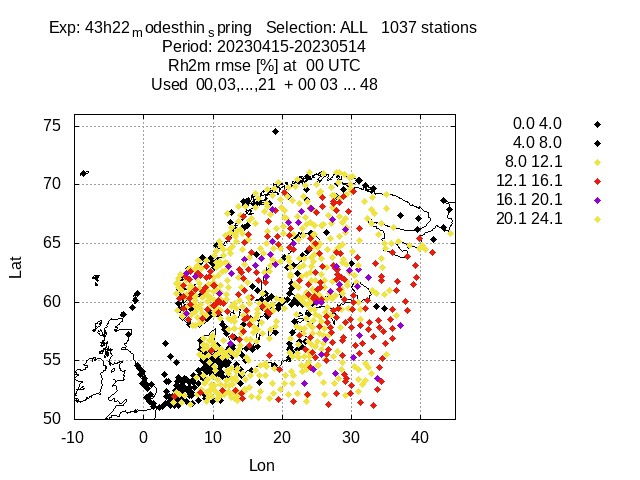 Exp: 43h22modesthinspring   Selection: ALL   1037 stations
Period: 20230415-20230514
Rh2m rmse [%] at  00 UTC
Used  00,03,...,21  + 00 03 ... 48
0.0 4.0
4.0 8.0
8.0 12.1
12.1 16.1
16.1 20.1
20.1 24.1
75
70
65
60
55
50
Lat
-10 0 10 20 30 40
Lon